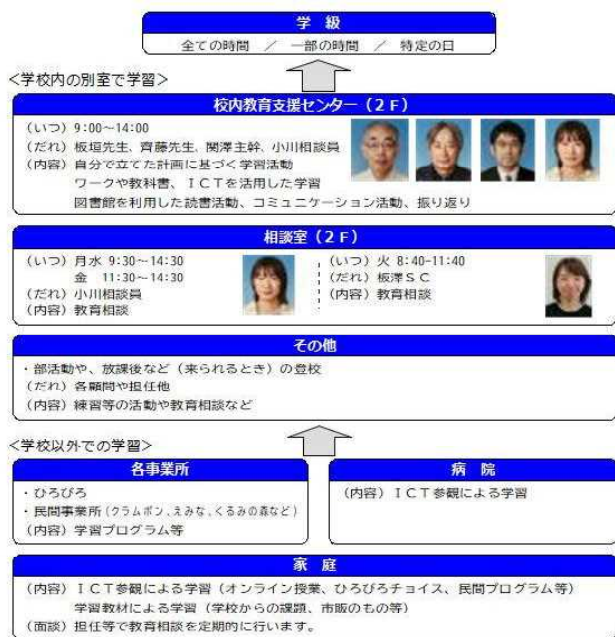 学 級
全ての時間 ／ 一部の時間 ／ 特定の日
＜学校内の別室で学習＞
校内教育支援センター（２Ｆ）
（いつ）9:00～14:00
（だれ）板垣先生、齊藤先生、関澤主幹、小川相談員
（内容）自分で立てた計画に基づく学習活動
ワークや教科書、ＩＣＴを活用した学習
図書館を利用した読書活動、コミュニケーション活動、振り返り
相談室（２Ｆ）
（いつ）月水 9:30～14:30
金 11:30～14:30
（だれ）小川相談員
（内容）教育相談
（いつ）火 8:40-11:40
（だれ）板澤ＳＣ
（内容）教育相談
その他
・部活動や、放課後など（来られるとき）の登校
（だれ）各顧問や担任他
（内容）練習等の活動や教育相談など
＜学校以外での学習＞
各事業所
・ひろびろ
・民間事業所（クラムボン、えみな、くるみの森など）
（内容）学習プログラム等
病 院
（内容）ＩＣＴ参観による学習
家 庭
（内容）ＩＣＴ参観による学習（オンライン授業、ひろびろチョイス、民間プログラム等）
学習教材による学習（学校からの課題、市販のもの等）
（面談）担任等で教育相談を定期的に行います。